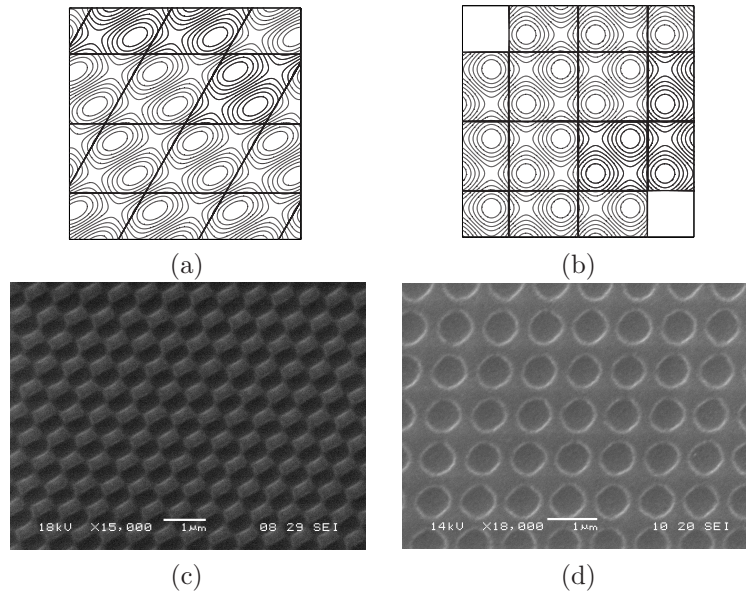 (a)
(b)
18kV X15,000 1μm 08 29 SEI
14kV X18,000 1μm 10 20 SEI
(c)
(d)